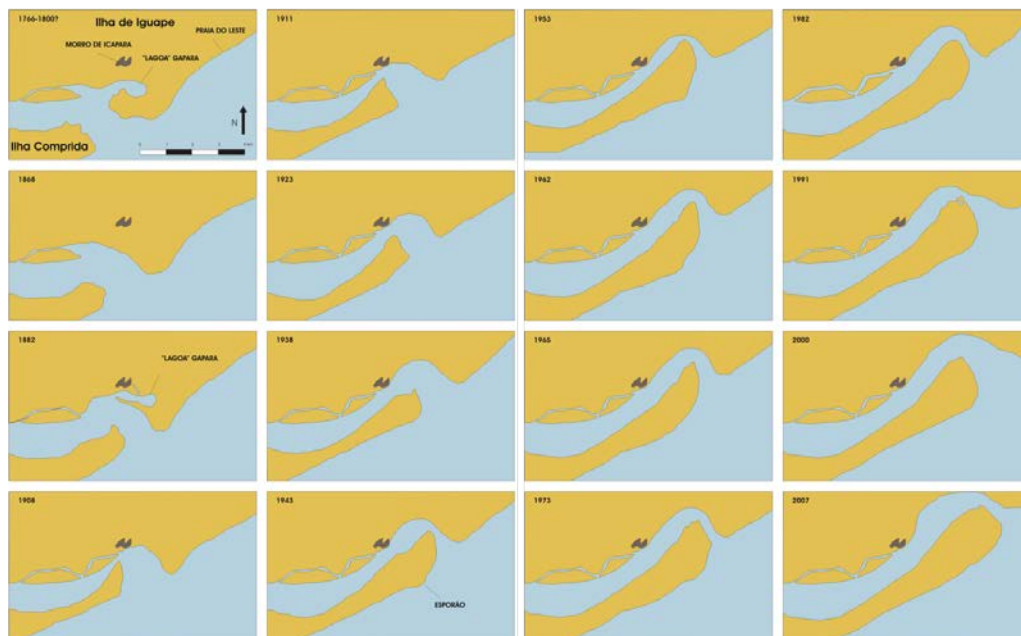 1766-1800?
Ilha de Iguape
PRAIA DO LESTE
MORRO DE ICAPARA
"LAGOA" GAPARA
N
Ilha Comprida
1911
1953
1982
1868
1923
1962
1991
1882
"LAGOA" GAPARA
1938
1965
2000
1908
1943
ESPORÃO
1973
2007